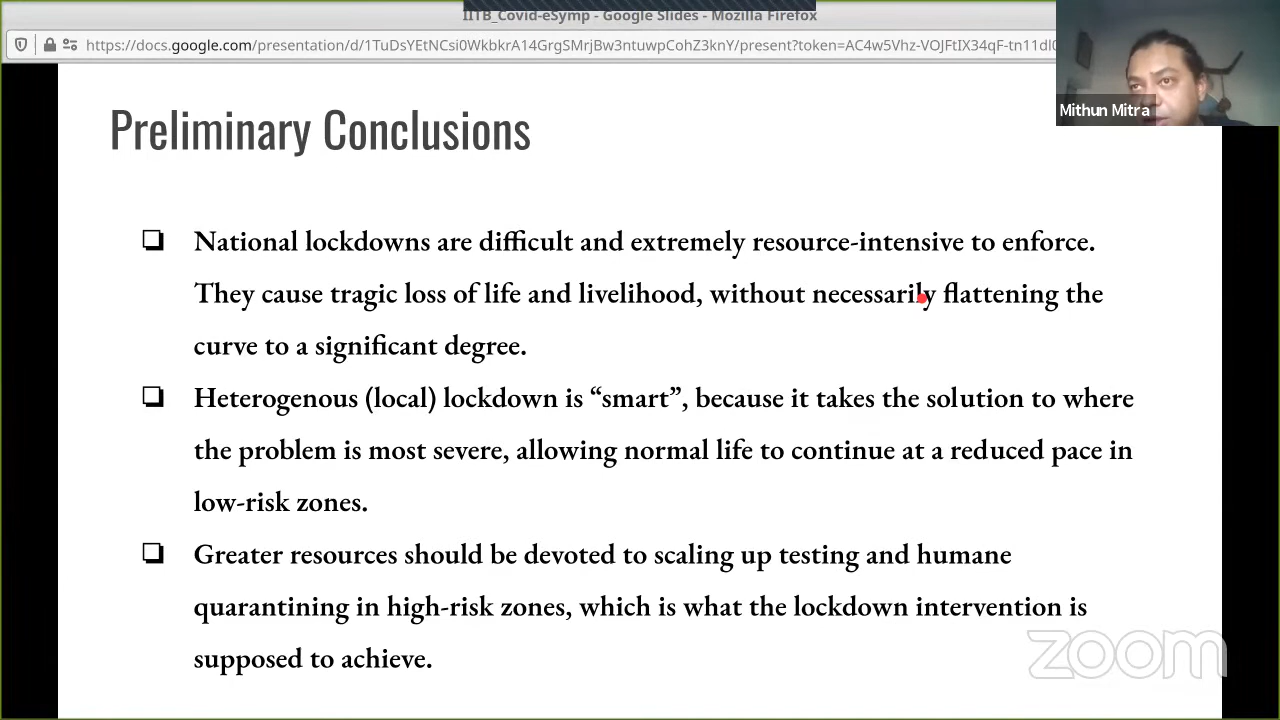 IITB_Covid-eSymp - Google Slides - Mozilla Firefox
https://docs.google.com/presentation/d/1TuDsYEtNCsi0WkbkrA14GrgSMrjBw3ntuwpCohZ3knY/present?token=AC4w5Vhz-VOJFtIX34qF-tn11dl
Mithun Mitra
Preliminary Conclusions
❏ National lockdowns are difficult and extremely resource-intensive to enforce.
They cause tragic loss of life and livelihood, without necessarily flattening the
curve to a significant degree.
❏ Heterogenous (local) lockdown is “smart”, because it takes the solution to where
the problem is most severe, allowing normal life to continue at a reduced pace in
low-risk zones.
❏ Greater resources should be devoted to scaling up testing and humane
quarantining in high-risk zones, which is what the lockdown intervention is
supposed to achieve.
zoom